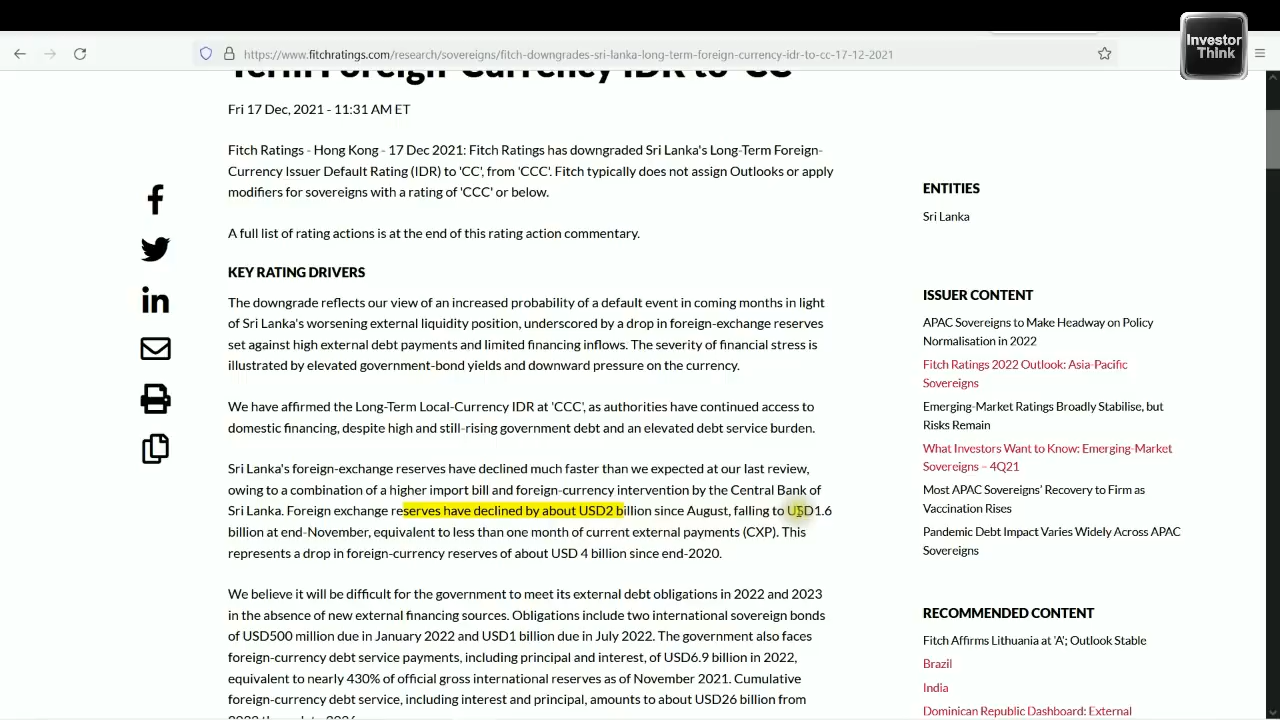 Investor
Think
https://www.fitchratings.com/research/sovereigns/fitch-downgrades-sri-lanka-long-term-foreign-currency-idr-to-cc-17-12-2021
Term Foreign-Currency IDR to 'CC'
Fri 17 Dec, 2021 - 11:31 AM ET
Fitch Ratings - Hong Kong - 17 Dec 2021: Fitch Ratings has downgraded Sri Lanka's Long-Term Foreign-
Currency Issuer Default Rating (IDR) to 'CC', from 'CCC'. Fitch typically does not assign Outlooks or apply
modifiers for sovereigns with a rating of 'CCC' or below.
A full list of rating actions is at the end of this rating action commentary.
KEY RATING DRIVERS
The downgrade reflects our view of an increased probability of a default event in coming months in light
of Sri Lanka's worsening external liquidity position, underscored by a drop in foreign-exchange reserves
set against high external debt payments and limited financing inflows. The severity of financial stress is
illustrated by elevated government-bond yields and downward pressure on the currency.
We have affirmed the Long-Term Local-Currency IDR at 'CCC', as authorities have continued access to
domestic financing, despite high and still-rising government debt and an elevated debt service burden.
Sri Lanka's foreign-exchange reserves have declined much faster than we expected at our last review,
owing to a combination of a higher import bill and foreign-currency intervention by the Central Bank of
Sri Lanka. Foreign exchange reserves have declined by about USD2 billion since August, falling to USD1.6
billion at end-November, equivalent to less than one month of current external payments (CXP). This
represents a drop in foreign-currency reserves of about USD 4 billion since end-2020.
We believe it will be difficult for the government to meet its external debt obligations in 2022 and 2023
in the absence of new external financing sources. Obligations include two international sovereign bonds
of USD500 million due in January 2022 and USD1 billion due in July 2022. The government also faces
foreign-currency debt service payments, including principal and interest, of USD6.9 billion in 2022,
equivalent to nearly 430% of official gross international reserves as of November 2021. Cumulative
foreign-currency debt service, including interest and principal, amounts to about USD26 billion from
ENTITIES
Sri Lanka
ISSUER CONTENT
APAC Sovereigns to Make Headway on Policy
Normalisation in 2022
Fitch Ratings 2022 Outlook: Asia-Pacific
Sovereigns
Emerging-Market Ratings Broadly Stabilise, but
Risks Remain
What Investors Want to Know: Emerging-Market
Sovereigns – 4Q21
Most APAC Sovereigns' Recovery to Firm as
Vaccination Rises
Pandemic Debt Impact Varies Widely Across APAC
Sovereigns
RECOMMENDED CONTENT
Fitch Affirms Lithuania at 'A'; Outlook Stable
Brazil
India
Dominican Republic Dashboard: External